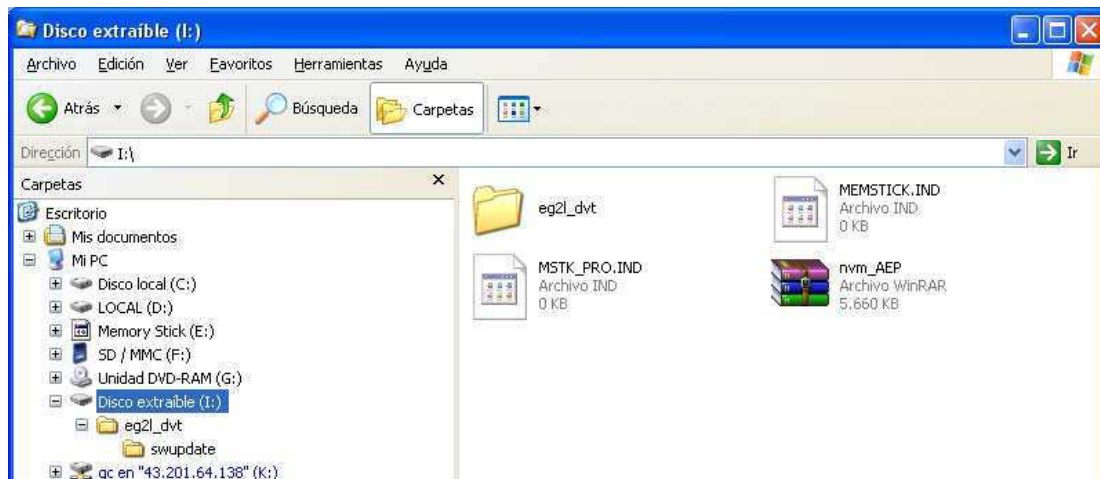 Disco extraíble (I:)
Archivo Edición Ver Favoritos Herramientas Ayuda
Atrás Búsqueda Carpetas
Dirección I:\ Ir
Carpetas
Escritorio
Mis documentos
Mi PC
Disco local (C:)
LOCAL (D:)
Memory Stick (E:)
SD / MMC (F:)
Unidad DVD-RAM (G:)
Disco extraíble (I:)
eg2l_dvt
swupdate
qc en "43.201.64.138" (K:)
eg2l_dvt
MEMSTICK.IND
Archivo IND
0 KB
MSTK_PRO.IND
Archivo IND
0 KB
nvm_AEP
Archivo WinRAR
5.660 KB